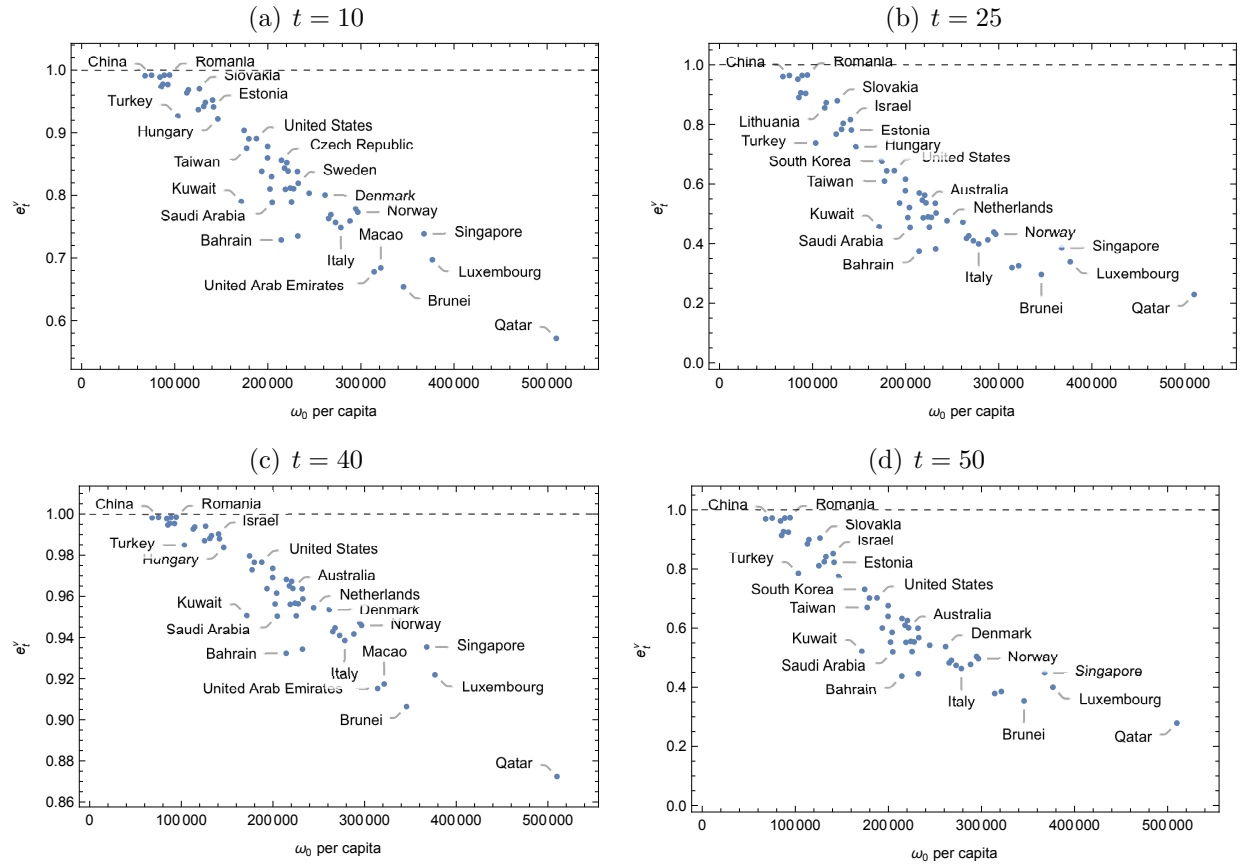 (a) t = 10
China
Romania
Slovakia
Turkey
Estonia
Hungary
United States
Taiwan
Czech Republic
Sweden
Kuwait
Denmark
Saudi Arabia
Norway
Bahrain
Macao
Singapore
Italy
Luxembourg
United Arab Emirates
Brunei
Qatar
1.0
0.9
0.8
0.7
0.6
e_t^v
0
100 000
200 000
300 000
400 000
500 000
ω₀ per capita
(b) t = 25
China
Romania
Slovakia
Israel
Lithuania
Estonia
Turkey
Hungary
South Korea
United States
Taiwan
Australia
Netherlands
Kuwait
Saudi Arabia
Norway
Bahrain
Singapore
Italy
Luxembourg
Brunei
Qatar
1.0
0.8
0.6
0.4
0.2
0.0
e_t^v
0
100 000
200 000
300 000
400 000
500 000
ω₀ per capita
(c) t = 40
China
Romania
Israel
Turkey
Hungary
United States
Australia
Netherlands
Kuwait
Denmark
Saudi Arabia
Norway
Bahrain
Macao
Singapore
Italy
United Arab Emirates
Luxembourg
Brunei
Qatar
1.00
0.98
0.96
0.94
0.92
0.90
0.88
0.86
e_t^v
0
100 000
200 000
300 000
400 000
500 000
ω₀ per capita
(d) t = 50
China
Romania
Slovakia
Israel
Turkey
Estonia
South Korea
United States
Taiwan
Australia
Kuwait
Denmark
Saudi Arabia
Norway
Bahrain
Singapore
Italy
Luxembourg
Brunei
Qatar
1.0
0.8
0.6
0.4
0.2
0.0
e_t^v
0
100 000
200 000
300 000
400 000
500 000
ω₀ per capita